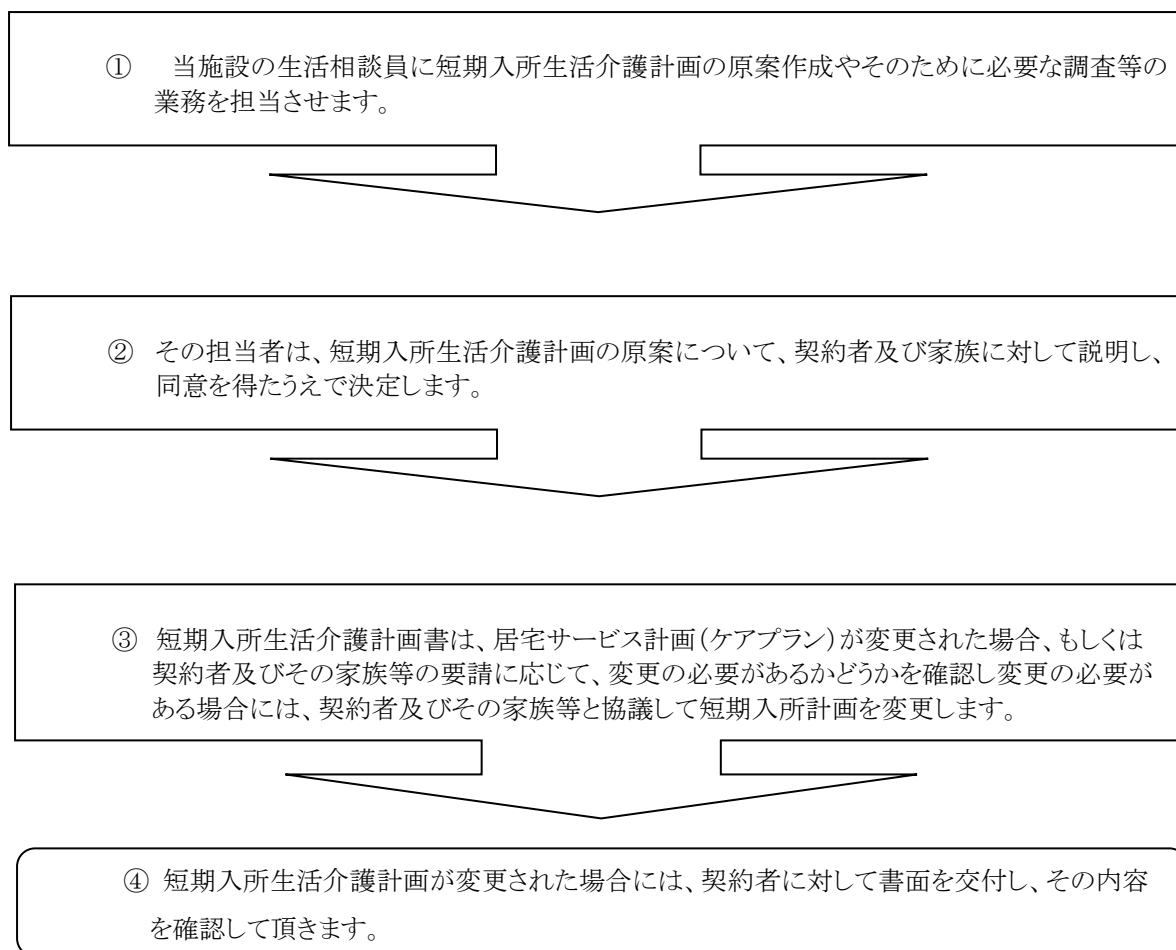 ① 当施設の生活相談員に短期入所生活介護計画の原案作成やそのために必要な調査等の
業務を担当させます。
② その担当者は、短期入所生活介護計画の原案について、契約者及び家族に対して説明し、
同意を得たうえで決定します。
③ 短期入所生活介護計画書は、居宅サービス計画(ケアプラン)が変更された場合、もしくは
契約者及びその家族等の要請に応じて、変更の必要があるかどうかを確認し変更の必要が
ある場合には、契約者及びその家族等と協議して短期入所計画を変更します。
④ 短期入所生活介護計画が変更された場合には、契約者に対して書面を交付し、その内容
を確認して頂きます。